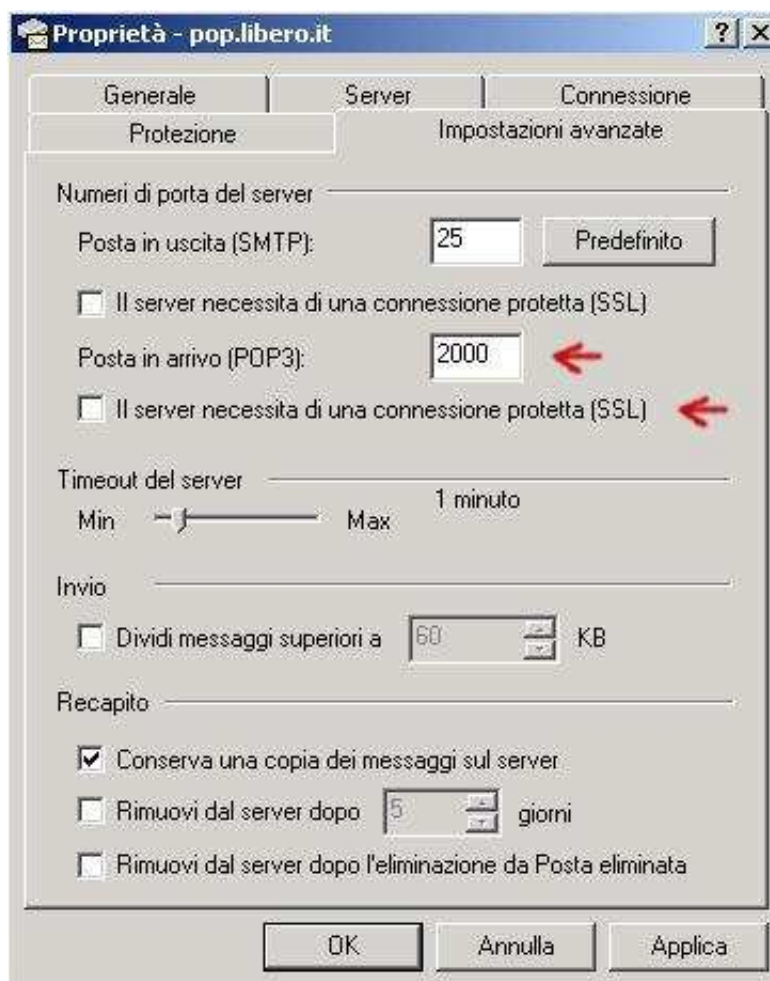 Proprietà - pop.libero.it
Generale Server Connessione
Protezione Impostazioni avanzate
Numeri di porta del server
Posta in uscita (SMTP): 25 Predefinito
Il server necessita di una connessione protetta (SSL)
Posta in arrivo (POP3): 2000
Il server necessita di una connessione protetta (SSL)
Timeout del server
Min Max 1 minuto
Invio
Dividi messaggi superiori a 60 KB
Recapito
Conserva una copia dei messaggi sul server
Rimuovi dal server dopo 5 giorni
Rimuovi dal server dopo l'eliminazione da Posta eliminata
OK Annulla Applica